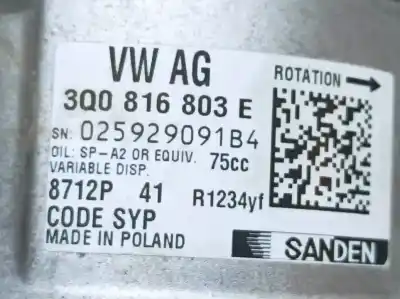 VW AG
ROTATION
3Q0 816 803 E
SN: 025929091B4
OIL: SP-A2 OR EQUIV. 75cc
VARIABLE DISP.
8712P 41 R1234yf
CODE SYP
MADE IN POLAND
SANDEN